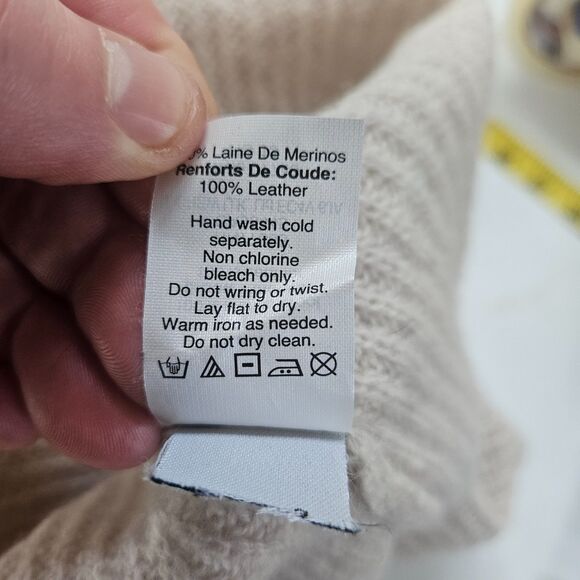 % Laine De Merinos
Renforts De Coude:
100% Leather
Hand wash cold
separately.
Non chlorine
bleach only.
Do not wring or twist.
Lay flat to dry.
Warm iron as needed.
Do not dry clean.